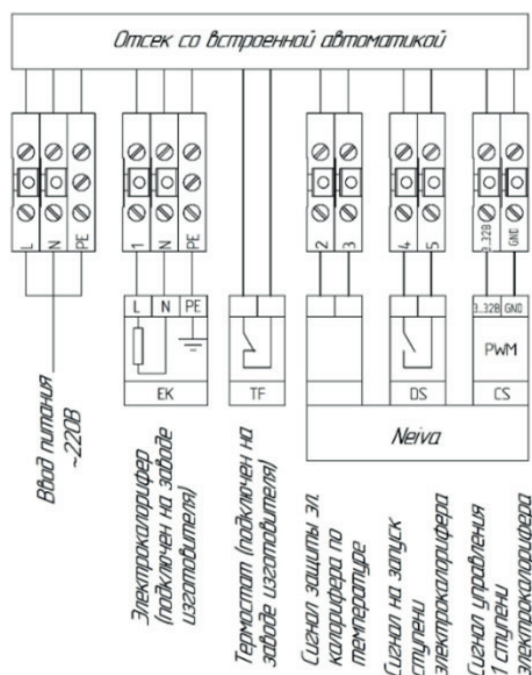 Отсек со встроенной автоматикой
L N PE 1 N PE 2 3 4 5 3..32В GND
L N PE 3..32В GND
PWM
EK TF DS CS
Neiva
Ввод питания
~220В
Электрокалорифер
(подключен на заводе
изготовителя)
Термостат (подключен на
заводе изготовителя)
Сигнал защиты эл.
калорифера по
температуре
Сигнал на запуск
ступени
электрокалорифера
Сигнал управления
1 ступени
электрокалорифера